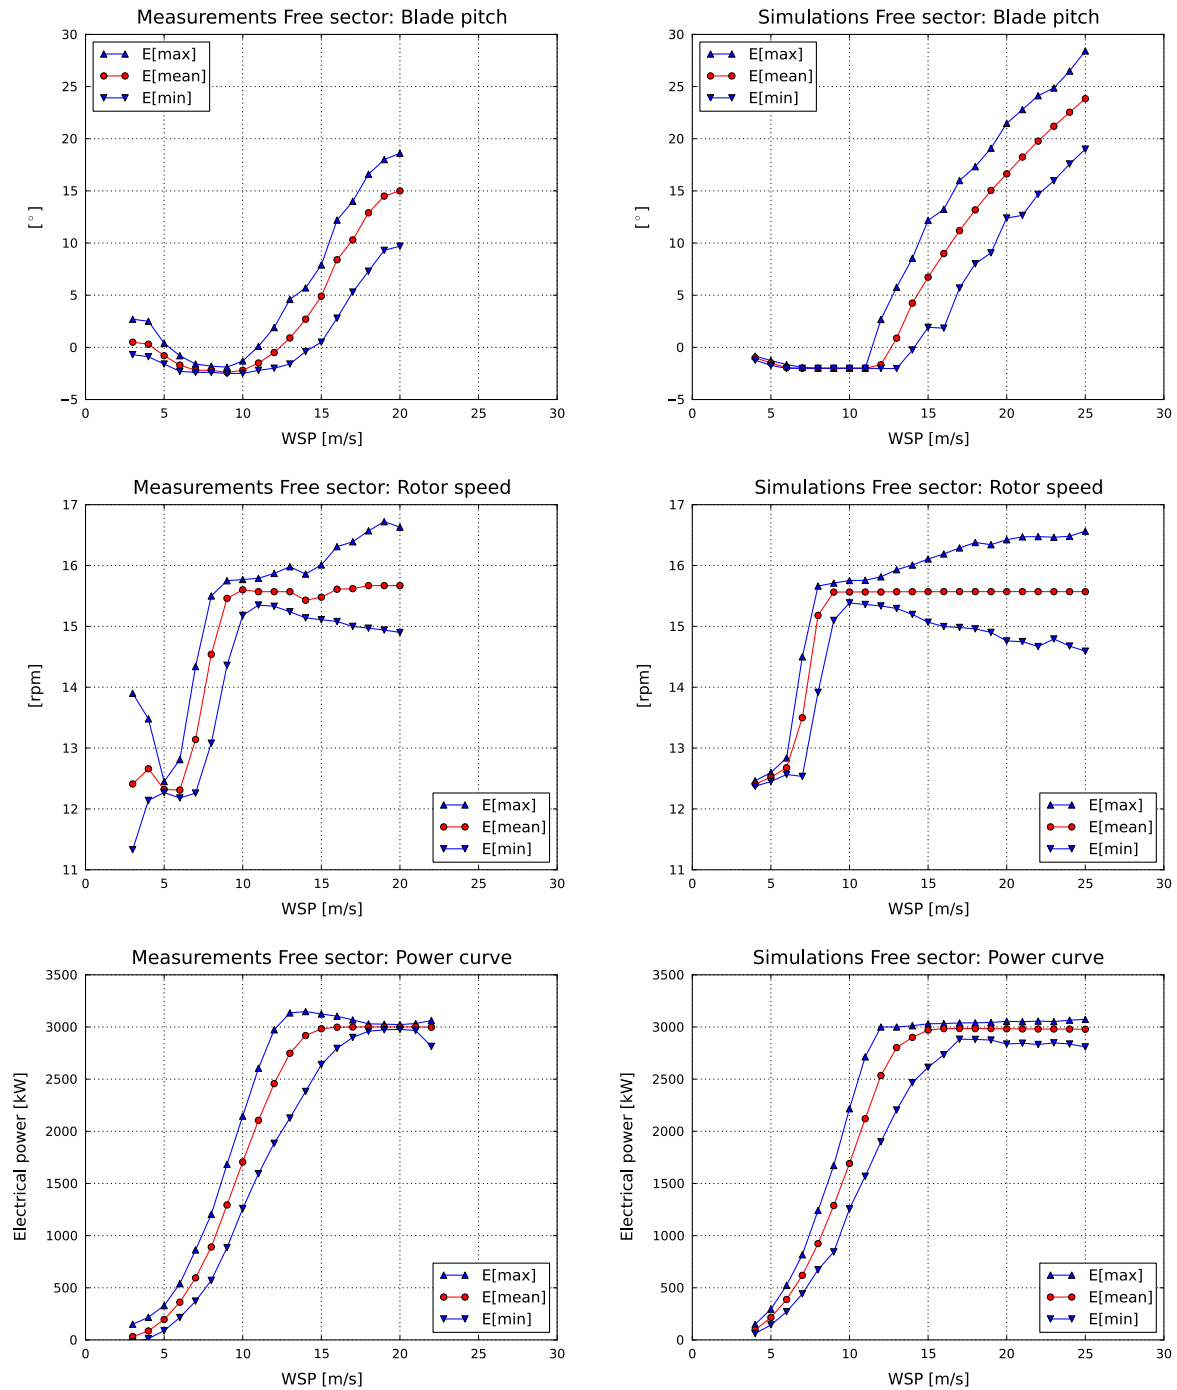 Measurements Free sector: Blade pitch
30
25
20
15
10
5
0
−5
[°]
E[max]
E[mean]
E[min]
0 5 10 15 20 25 30
WSP [m/s]
Simulations Free sector: Blade pitch
30
25
20
15
10
5
0
−5
[°]
E[max]
E[mean]
E[min]
0 5 10 15 20 25 30
WSP [m/s]
Measurements Free sector: Rotor speed
17
16
15
14
13
12
11
[rpm]
E[max]
E[mean]
E[min]
0 5 10 15 20 25 30
WSP [m/s]
Simulations Free sector: Rotor speed
17
16
15
14
13
12
11
[rpm]
E[max]
E[mean]
E[min]
0 5 10 15 20 25 30
WSP [m/s]
Measurements Free sector: Power curve
3500
3000
2500
2000
1500
1000
500
0
Electrical power [kW]
E[max]
E[mean]
E[min]
0 5 10 15 20 25 30
WSP [m/s]
Simulations Free sector: Power curve
3500
3000
2500
2000
1500
1000
500
0
Electrical power [kW]
E[max]
E[mean]
E[min]
0 5 10 15 20 25 30
WSP [m/s]